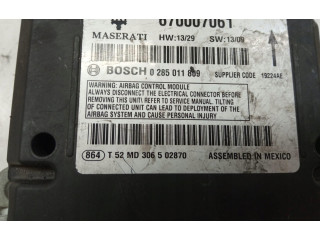 670007061
MASERATI HW:13/29 SW:13/09
BOSCH 0 285 011 809 SUPPLIER CODE 19224AE
WARNING: AIRBAG CONTROL MODULE
ALWAYS DISCONNECT THE ELECTRICAL CONNECTOR BEFORE
REMOVING THIS UNIT. REFER TO SERVICE MANUAL. TILTING
OF CONNECTED UNIT CAN LEAD TO DEPLOYMENT OF THE
AIRBAG SYSTEM AND CAUSE PERSONAL INJURY
864 T 52 MD 306 5 02870 ASSEMBLED IN MEXICO